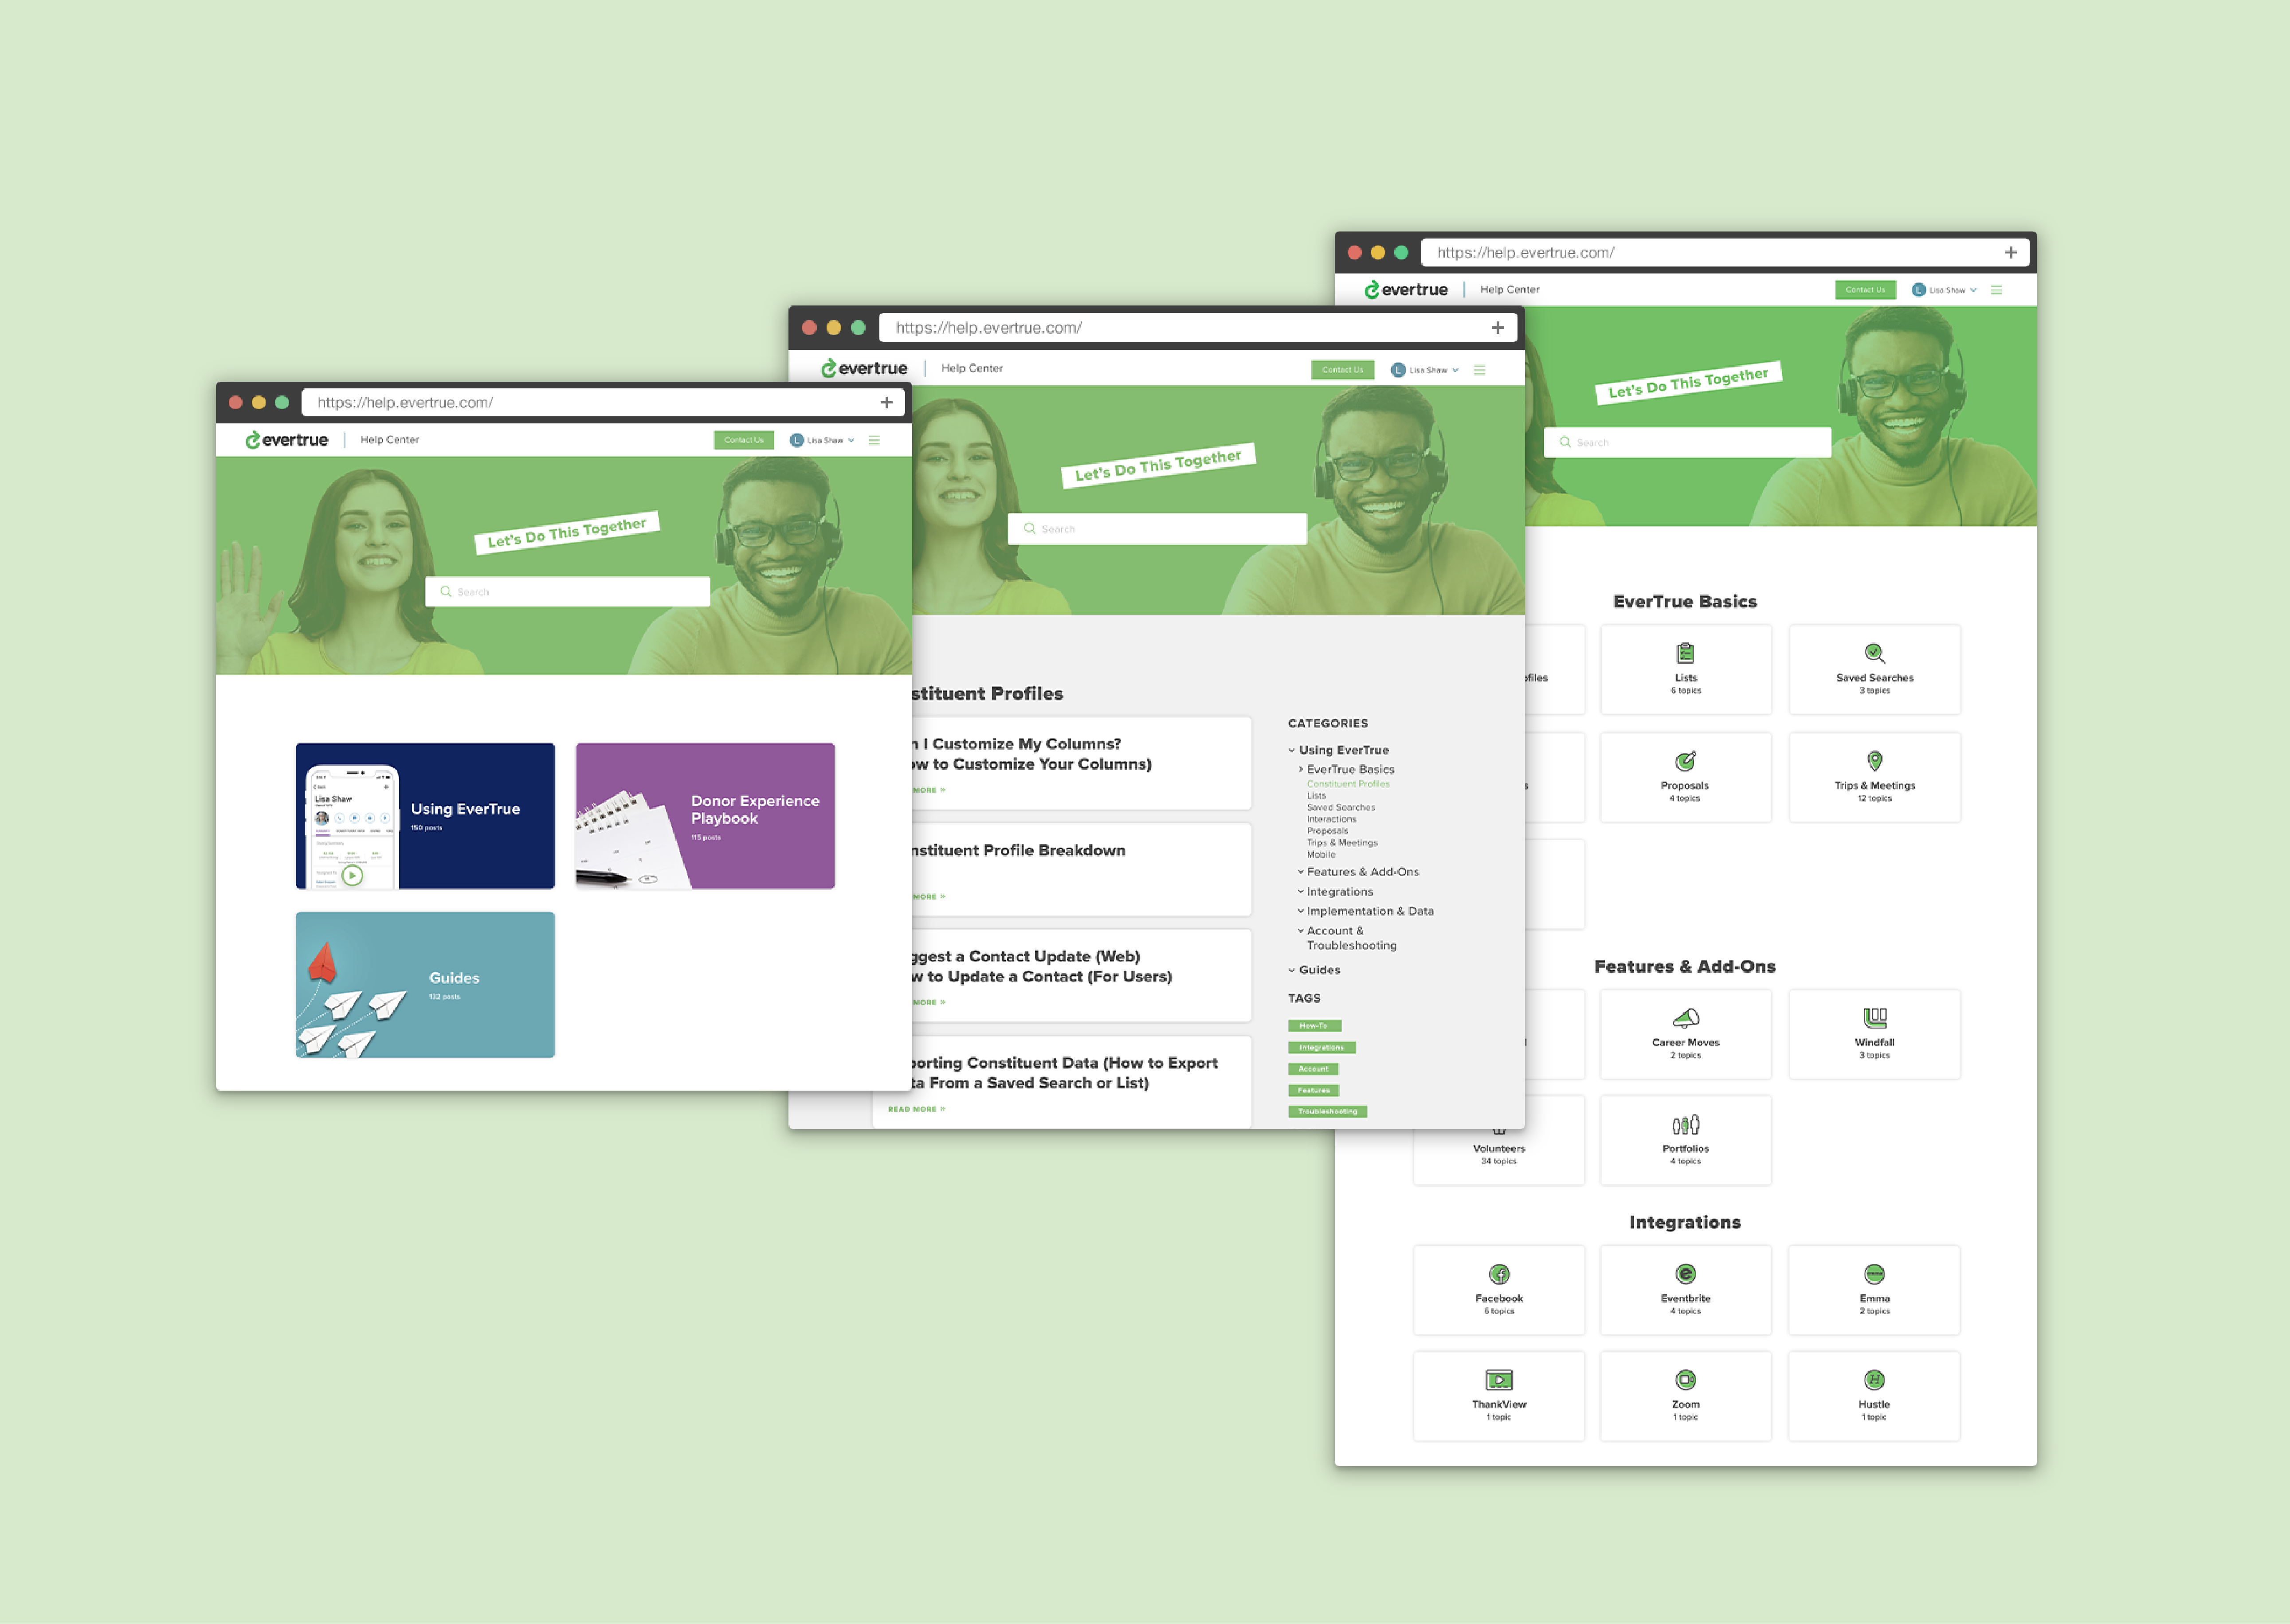 https://help.evertrue.com/
evertrue
Help Center
Contact Us
L
Lisa Shaw
Let's Do This Together
Search
Lisa Shaw
Using EverTrue
150 posts
Donor Experience
Playbook
115 posts
Guides
132 posts
https://help.evertrue.com/
evertrue
Help Center
Contact Us
L
Lisa Shaw
Let's Do This Together
Search
stituent Profiles
I Customize My Columns?
w to Customize Your Columns)
MORE »
nstituent Profile Breakdown
MORE »
ggest a Contact Update (Web)
w to Update a Contact (For Users)
MORE »
porting Constituent Data (How to Export
ta From a Saved Search or List)
READ MORE »
CATEGORIES
Using EverTrue
EverTrue Basics
Constituent Profiles
Lists
Saved Searches
Interactions
Proposals
Trips & Meetings
Mobile
Features & Add-Ons
Integrations
Implementation & Data
Account &
Troubleshooting
Guides
TAGS
How-To
Integrations
Account
Features
Troubleshooting
https://help.evertrue.com/
evertrue
Help Center
Contact Us
L
Lisa Shaw
Let's Do This Together
Search
EverTrue Basics
files
Lists
6 topics
Saved Searches
3 topics
s
Proposals
4 topics
Trips & Meetings
12 topics
Features & Add-Ons
Career Moves
2 topics
Windfall
3 topics
Volunteers
34 topics
Portfolios
4 topics
Integrations
Facebook
6 topics
Eventbrite
4 topics
Emma
2 topics
ThankView
1 topic
Zoom
1 topic
Hustle
1 topic